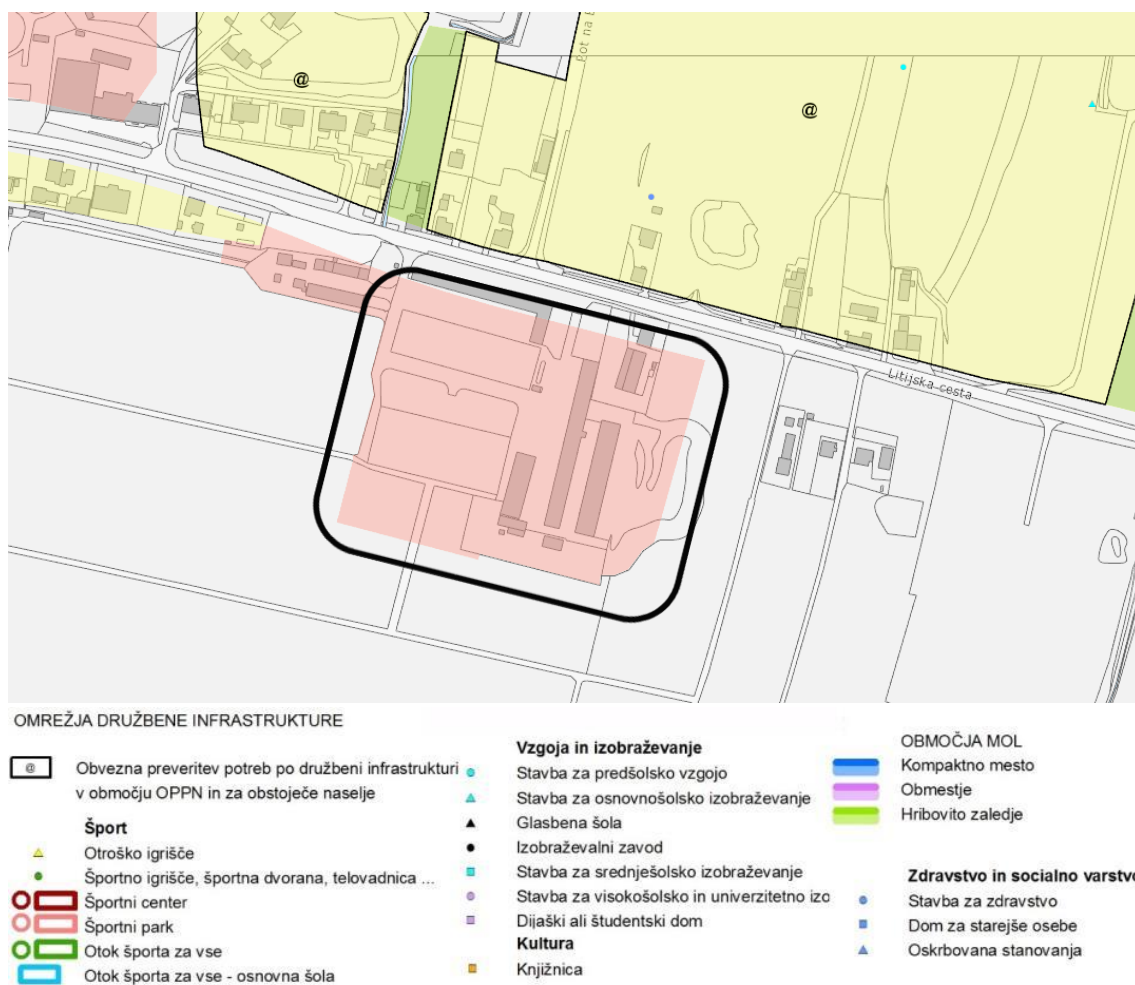 @
@
Pot na
Litijska cesta
OMREŽJA DRUŽBENE INFRASTRUKTURE
@ Obvezna preveritev potreb po družbeni infrastrukturi
v območju OPPN in za obstoječe naselje
Šport
Otroško igrišče
Športno igrišče, športna dvorana, telovadnica ...
Športni center
Športni park
Otok športa za vse
Otok športa za vse - osnovna šola
Vzgoja in izobraževanje
Stavba za predšolsko vzgojo
Stavba za osnovnošolsko izobraževanje
Glasbena šola
Izobraževalni zavod
Stavba za srednješolsko izobraževanje
Stavba za visokošolsko in univerzitetno izo
Dijaški ali študentski dom
Kultura
Knjižnica
OBMOČJA MOL
Kompaktno mesto
Obmestje
Hribovito zaledje
Zdravstvo in socialno varstvo
Stavba za zdravstvo
Dom za starejše osebe
Oskrbovana stanovanja